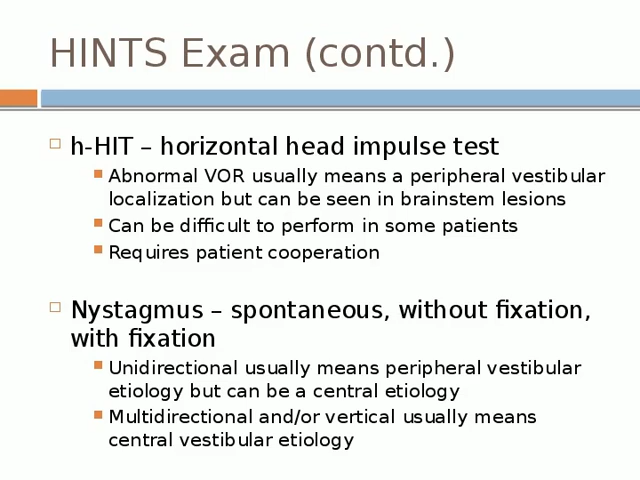 HINTS Exam (contd.)
h-HIT – horizontal head impulse test
Abnormal VOR usually means a peripheral vestibular
localization but can be seen in brainstem lesions
Can be difficult to perform in some patients
Requires patient cooperation
Nystagmus – spontaneous, without fixation,
with fixation
Unidirectional usually means peripheral vestibular
etiology but can be a central etiology
Multidirectional and/or vertical usually means
central vestibular etiology